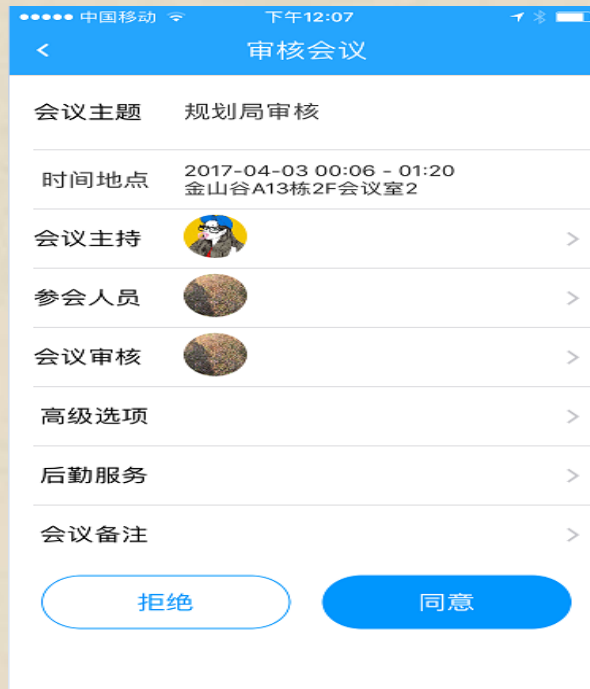 中国移动 下午12:07
审核会议
会议主题 规划局审核
时间地点 2017-04-03 00:06 - 01:20
金山谷A13栋2F会议室2
会议主持
参会人员
会议审核
高级选项
后勤服务
会议备注
拒绝 同意